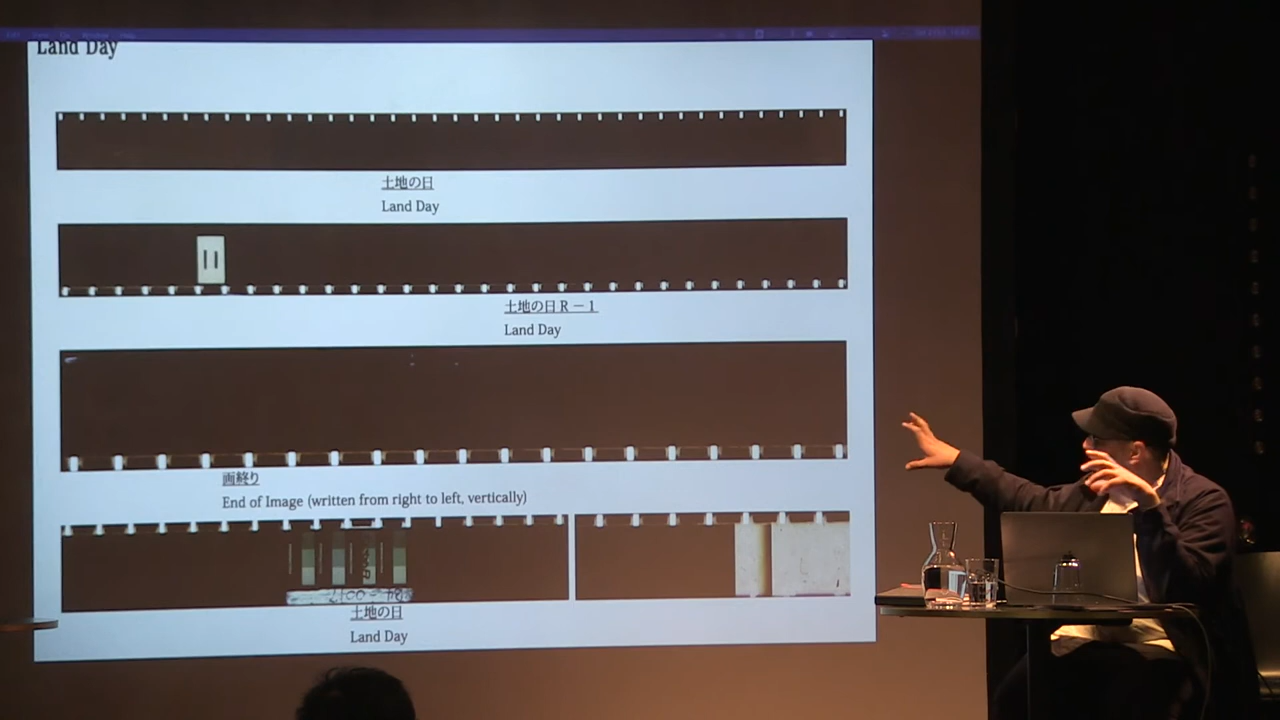 Land Day
土地の日
Land Day
土地の日 R － 1
Land Day
画終り
End of Image (written from right to left, vertically)
土地の日
Land Day